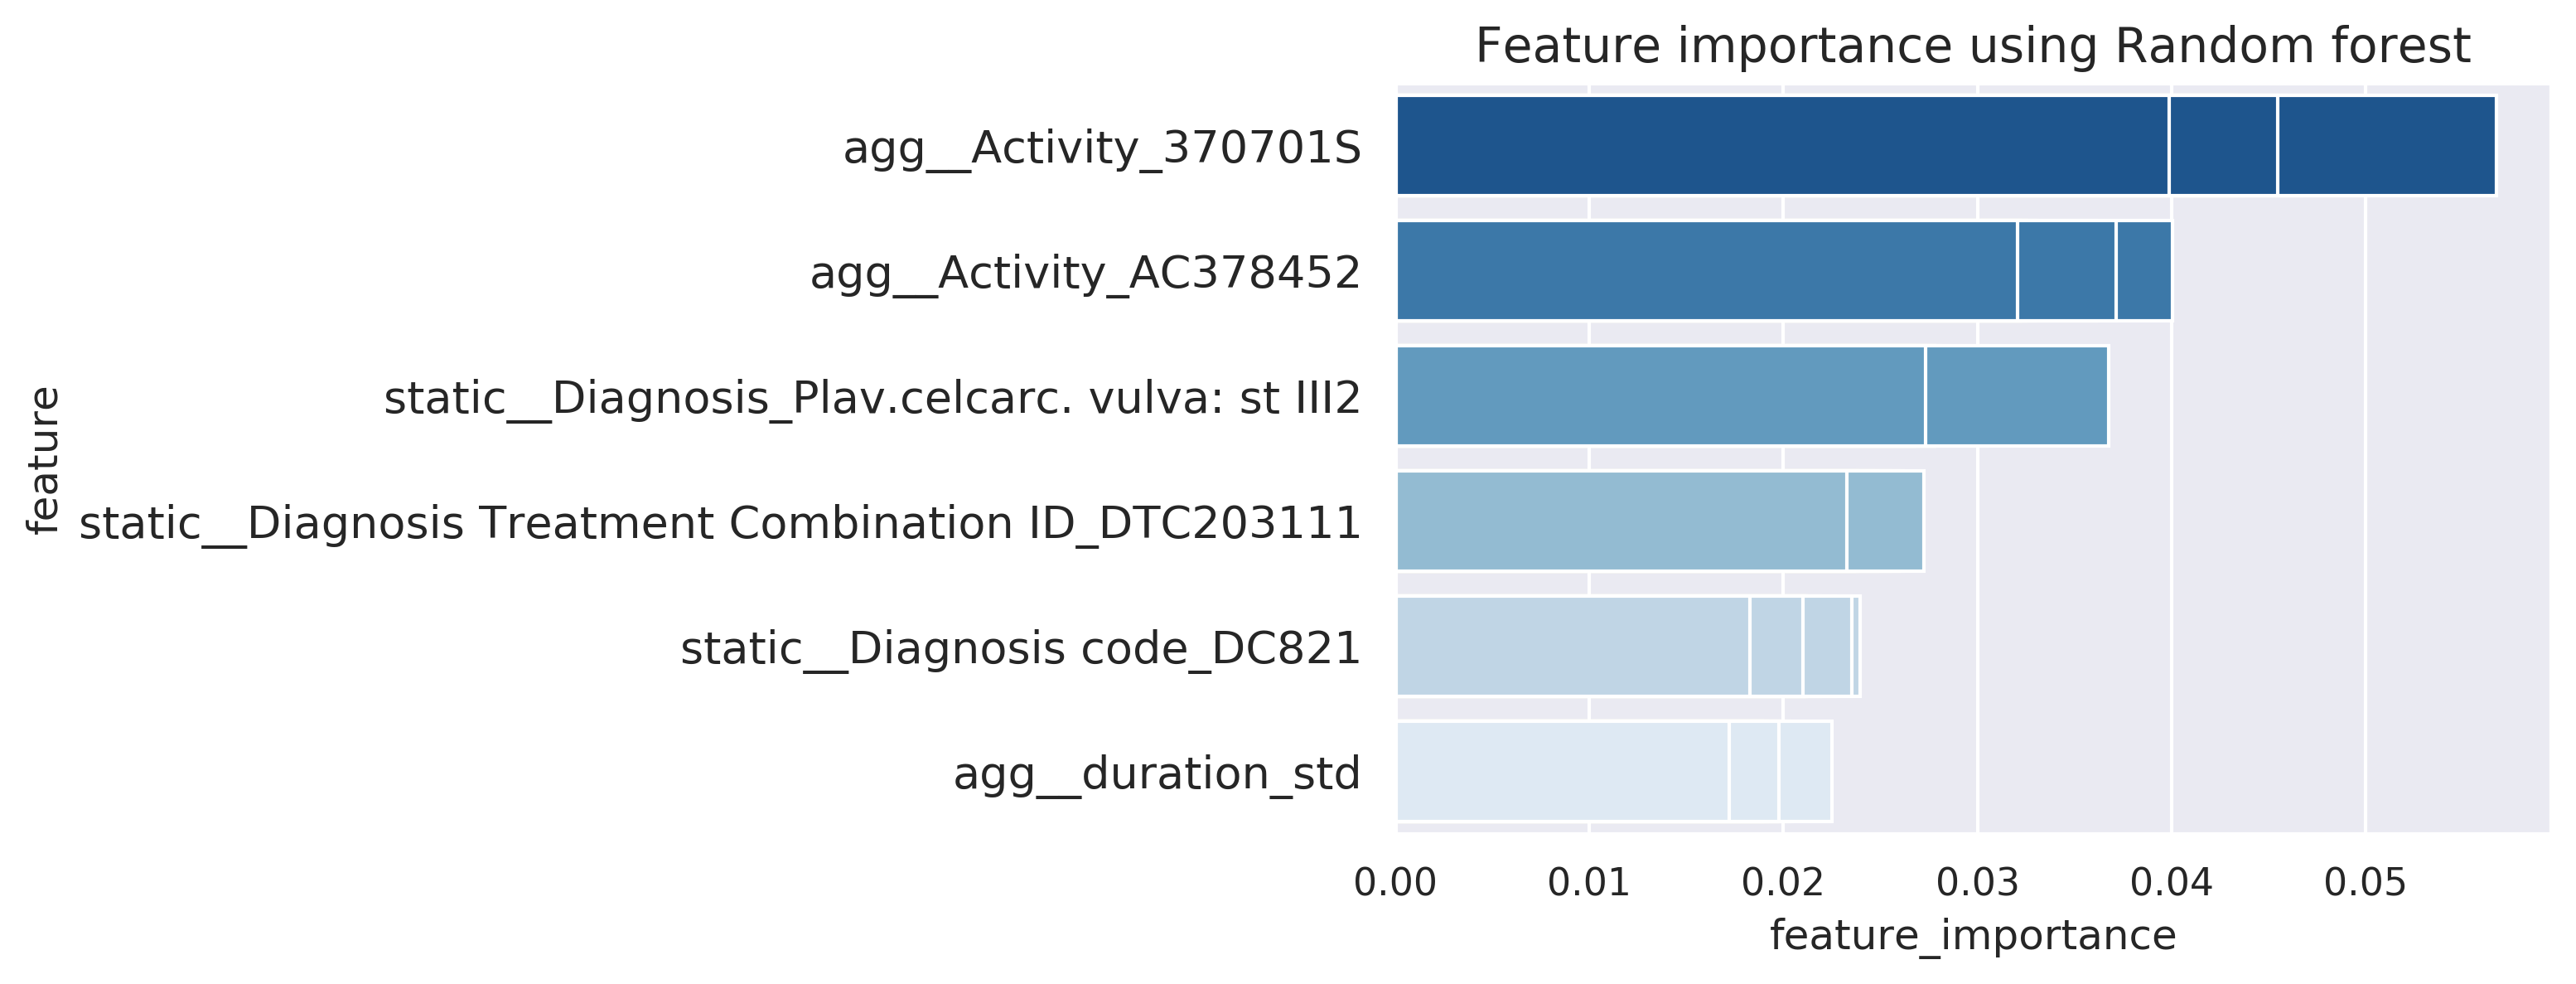 Feature importance using Random forest
feature
agg__Activity_370701S
agg__Activity_AC378452
static__Diagnosis_Plav.celcarc. vulva: st III2
static__Diagnosis Treatment Combination ID_DTC203111
static__Diagnosis code_DC821
agg__duration_std
0.00 0.01 0.02 0.03 0.04 0.05
feature_importance